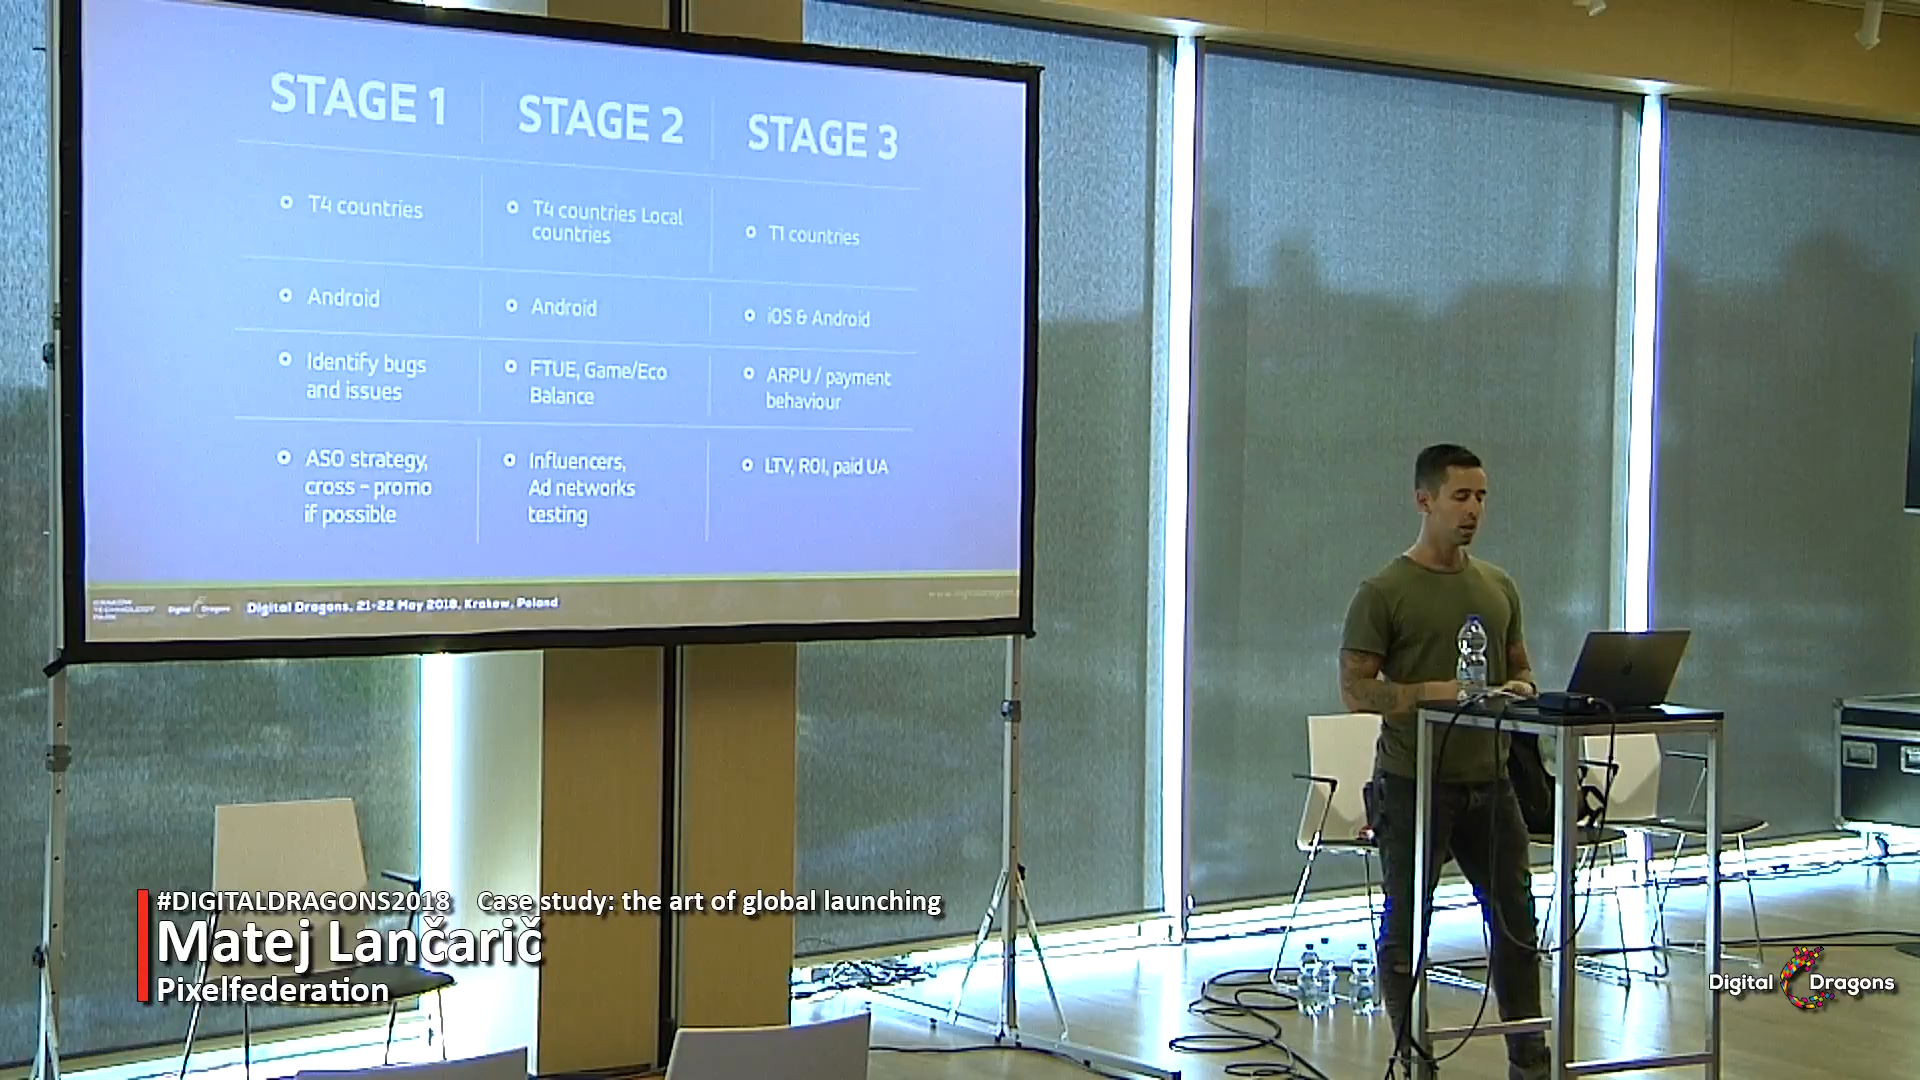 STAGE 1
STAGE 2
STAGE 3
T4 countries
T4 countries Local
countries
T1 countries
Android
Android
iOS & Android
Identify bugs
and issues
FTUE, Game/Eco
Balance
ARPU / payment
behaviour
ASO strategy,
cross – promo
if possible
Influencers,
Ad networks
testing
LTV, ROI, paid UA
Digital Dragons
Digital Dragons, 21-22 May 2018, Krakow, Poland
#DIGITALDRAGONS2018 Case study: the art of global launching
Matej Lančarič
Pixelfederation
Digital Dragons